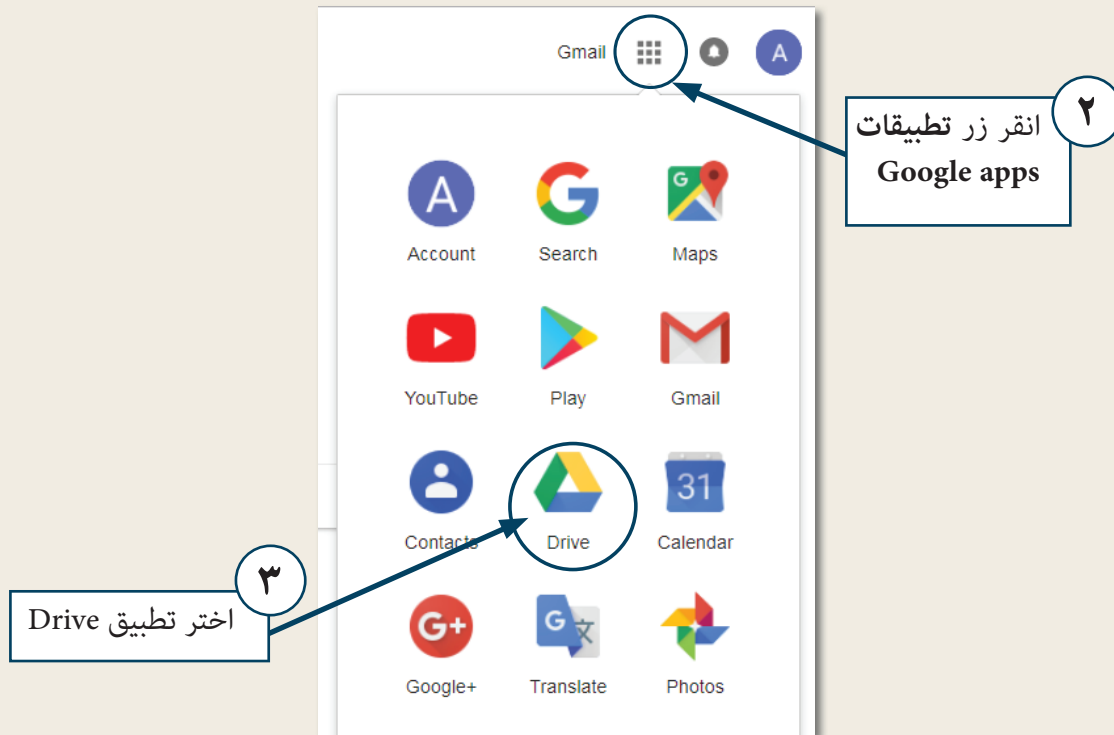 Gmail
A
٢
انقر زر تطبيقات
Google apps
A
G
Account
Search
Maps
YouTube
Play
Gmail
31
Contacts
Drive
Calendar
٣
اختر تطبيق Drive
G+
G 文
Google+
Translate
Photos